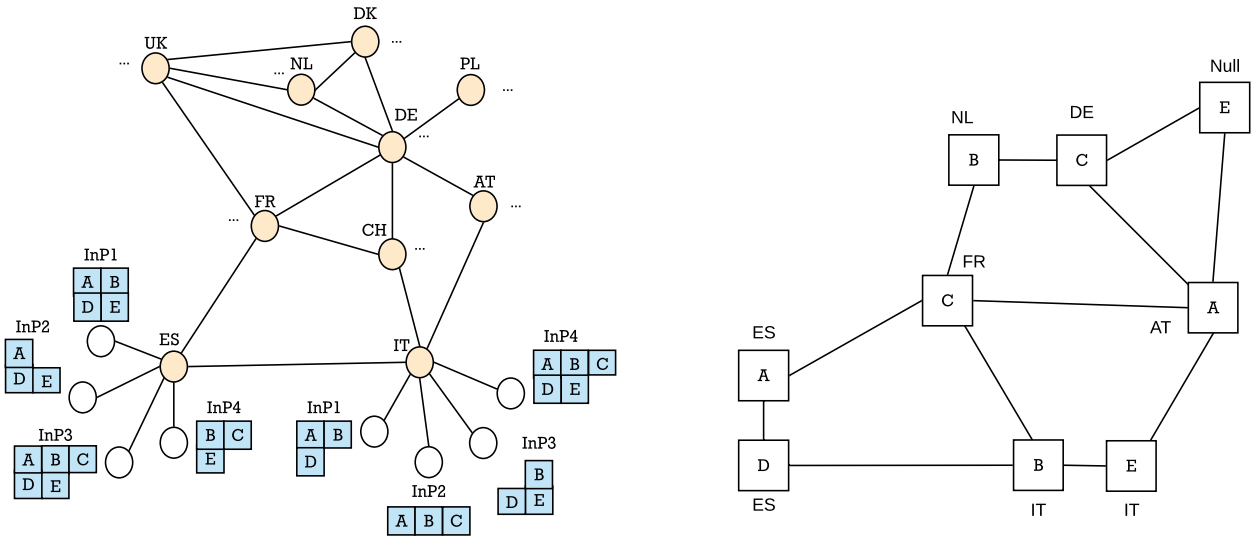 DK
...
UK
...
NL
...
PL
...
DE
...
AT
...
FR
...
CH
...
InP1
A B
D E
InP2
A
D E
ES
InP3
A B C
D E
InP4
B C
E
IT
InP1
A B
D
InP2
A B C
InP3
B
D E
InP4
A B C
D E
Null
E
NL
B
DE
C
FR
C
AT
A
ES
A
D
ES
B
IT
E
IT